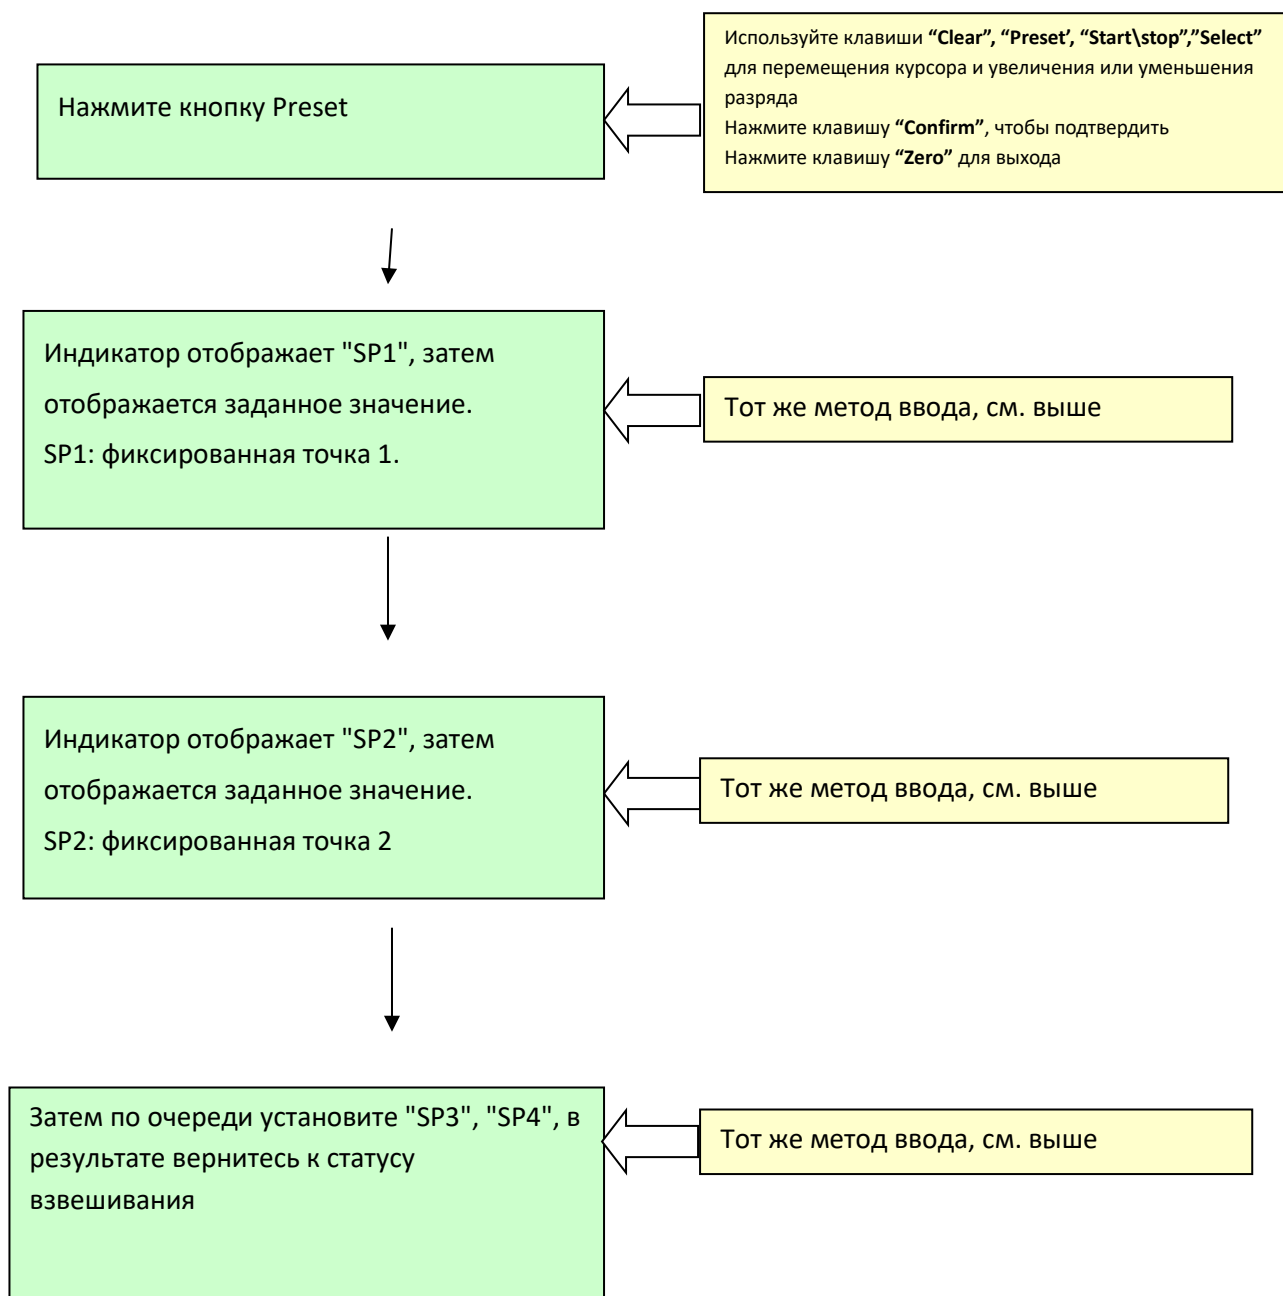 Нажмите кнопку Preset
Используйте клавиши “Clear”, “Preset’, “Start\stop”,”Select”
для перемещения курсора и увеличения или уменьшения
разряда
Нажмите клавишу “Confirm”, чтобы подтвердить
Нажмите клавишу “Zero” для выхода
Индикатор отображает "SP1", затем
отображается заданное значение.
SP1: фиксированная точка 1.
Тот же метод ввода, см. выше
Индикатор отображает "SP2", затем
отображается заданное значение.
SP2: фиксированная точка 2
Тот же метод ввода, см. выше
Затем по очереди установите "SP3", "SP4", в
результате вернитесь к статусу
взвешивания
Тот же метод ввода, см. выше